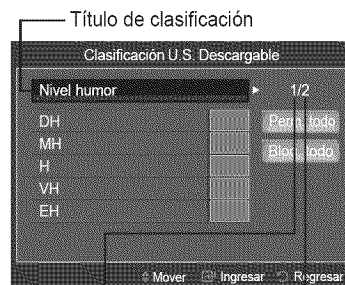 Título de clasificación
Clasificación U.S. Descargable
Nivel humor ► 1/2
DH Perm. todo
MH Bloq. todo
H
VH
EH
Mover Ingresar Regresar